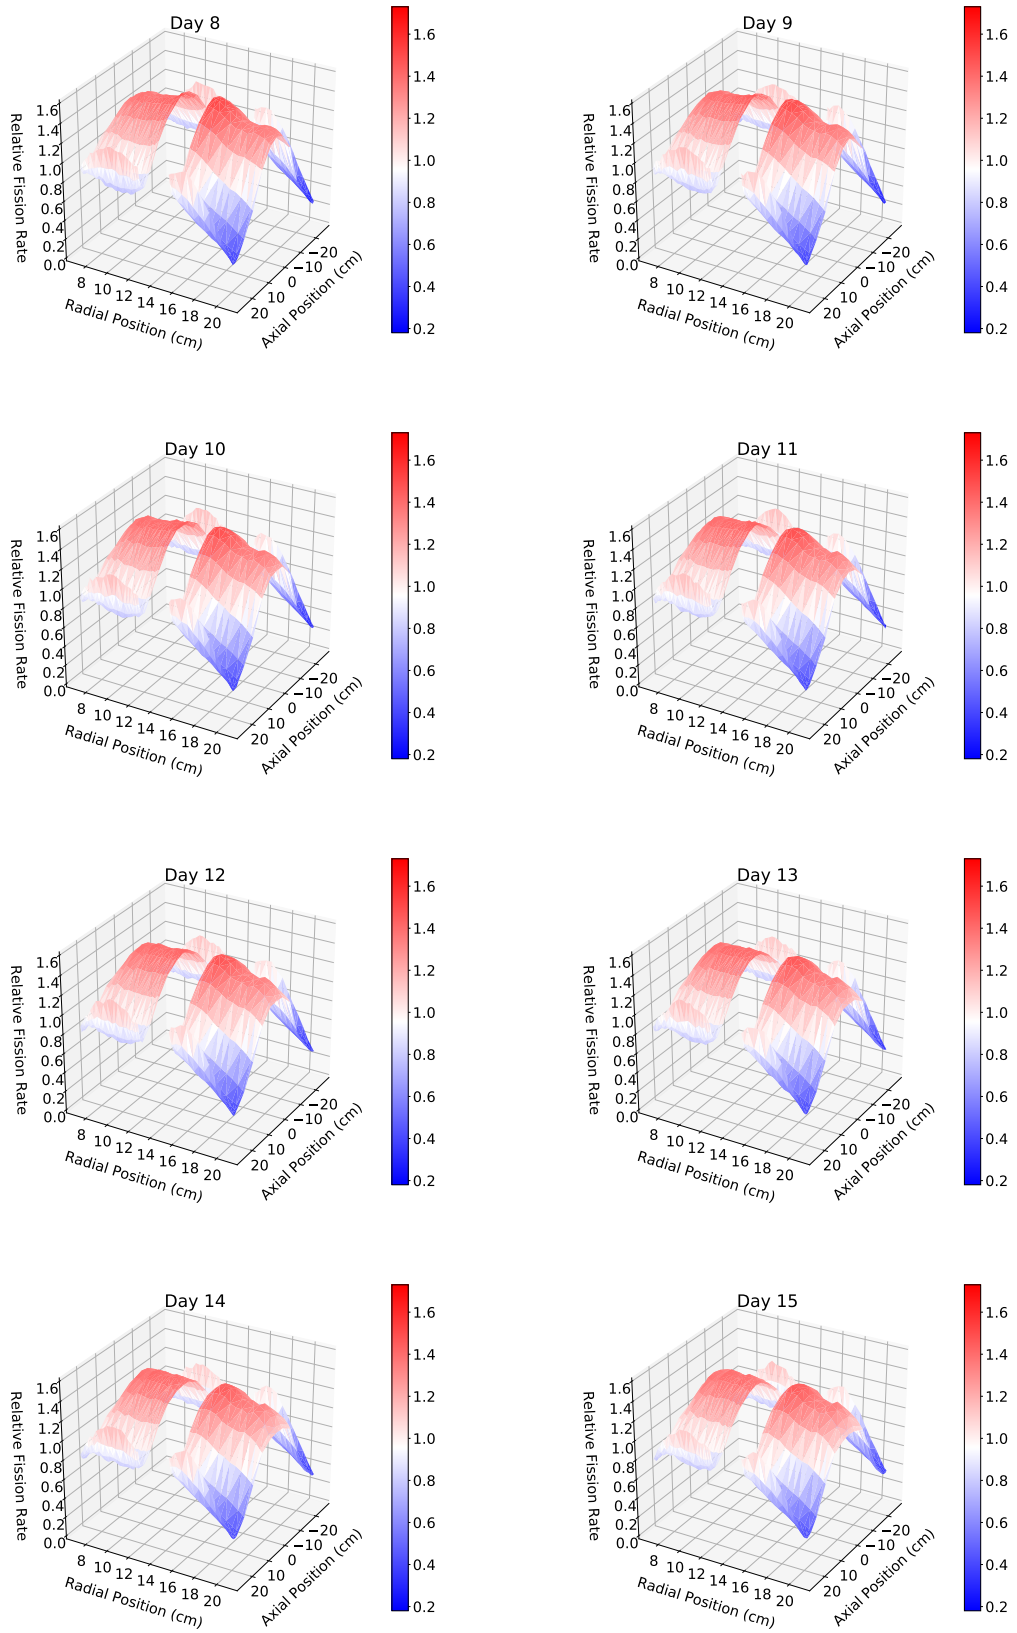 Day 8
Relative Fission Rate
1.6
1.4
1.2
1.0
0.8
0.6
0.4
0.2
0.0
8 10 12 14 16 18 20
Radial Position (cm)
20 10 0 −10 −20
Axial Position (cm)
1.6
1.4
1.2
1.0
0.8
0.6
0.4
0.2
Day 9
Relative Fission Rate
1.6
1.4
1.2
1.0
0.8
0.6
0.4
0.2
0.0
8 10 12 14 16 18 20
Radial Position (cm)
20 10 0 −10 −20
Axial Position (cm)
1.6
1.4
1.2
1.0
0.8
0.6
0.4
0.2
Day 10
Relative Fission Rate
1.6
1.4
1.2
1.0
0.8
0.6
0.4
0.2
0.0
8 10 12 14 16 18 20
Radial Position (cm)
20 10 0 −10 −20
Axial Position (cm)
1.6
1.4
1.2
1.0
0.8
0.6
0.4
0.2
Day 11
Relative Fission Rate
1.6
1.4
1.2
1.0
0.8
0.6
0.4
0.2
0.0
8 10 12 14 16 18 20
Radial Position (cm)
20 10 0 −10 −20
Axial Position (cm)
1.6
1.4
1.2
1.0
0.8
0.6
0.4
0.2
Day 12
Relative Fission Rate
1.6
1.4
1.2
1.0
0.8
0.6
0.4
0.2
0.0
8 10 12 14 16 18 20
Radial Position (cm)
20 10 0 −10 −20
Axial Position (cm)
1.6
1.4
1.2
1.0
0.8
0.6
0.4
0.2
Day 13
Relative Fission Rate
1.6
1.4
1.2
1.0
0.8
0.6
0.4
0.2
0.0
8 10 12 14 16 18 20
Radial Position (cm)
20 10 0 −10 −20
Axial Position (cm)
1.6
1.4
1.2
1.0
0.8
0.6
0.4
0.2
Day 14
Relative Fission Rate
1.6
1.4
1.2
1.0
0.8
0.6
0.4
0.2
0.0
8 10 12 14 16 18 20
Radial Position (cm)
20 10 0 −10 −20
Axial Position (cm)
1.6
1.4
1.2
1.0
0.8
0.6
0.4
0.2
Day 15
Relative Fission Rate
1.6
1.4
1.2
1.0
0.8
0.6
0.4
0.2
0.0
8 10 12 14 16 18 20
Radial Position (cm)
20 10 0 −10 −20
Axial Position (cm)
1.6
1.4
1.2
1.0
0.8
0.6
0.4
0.2